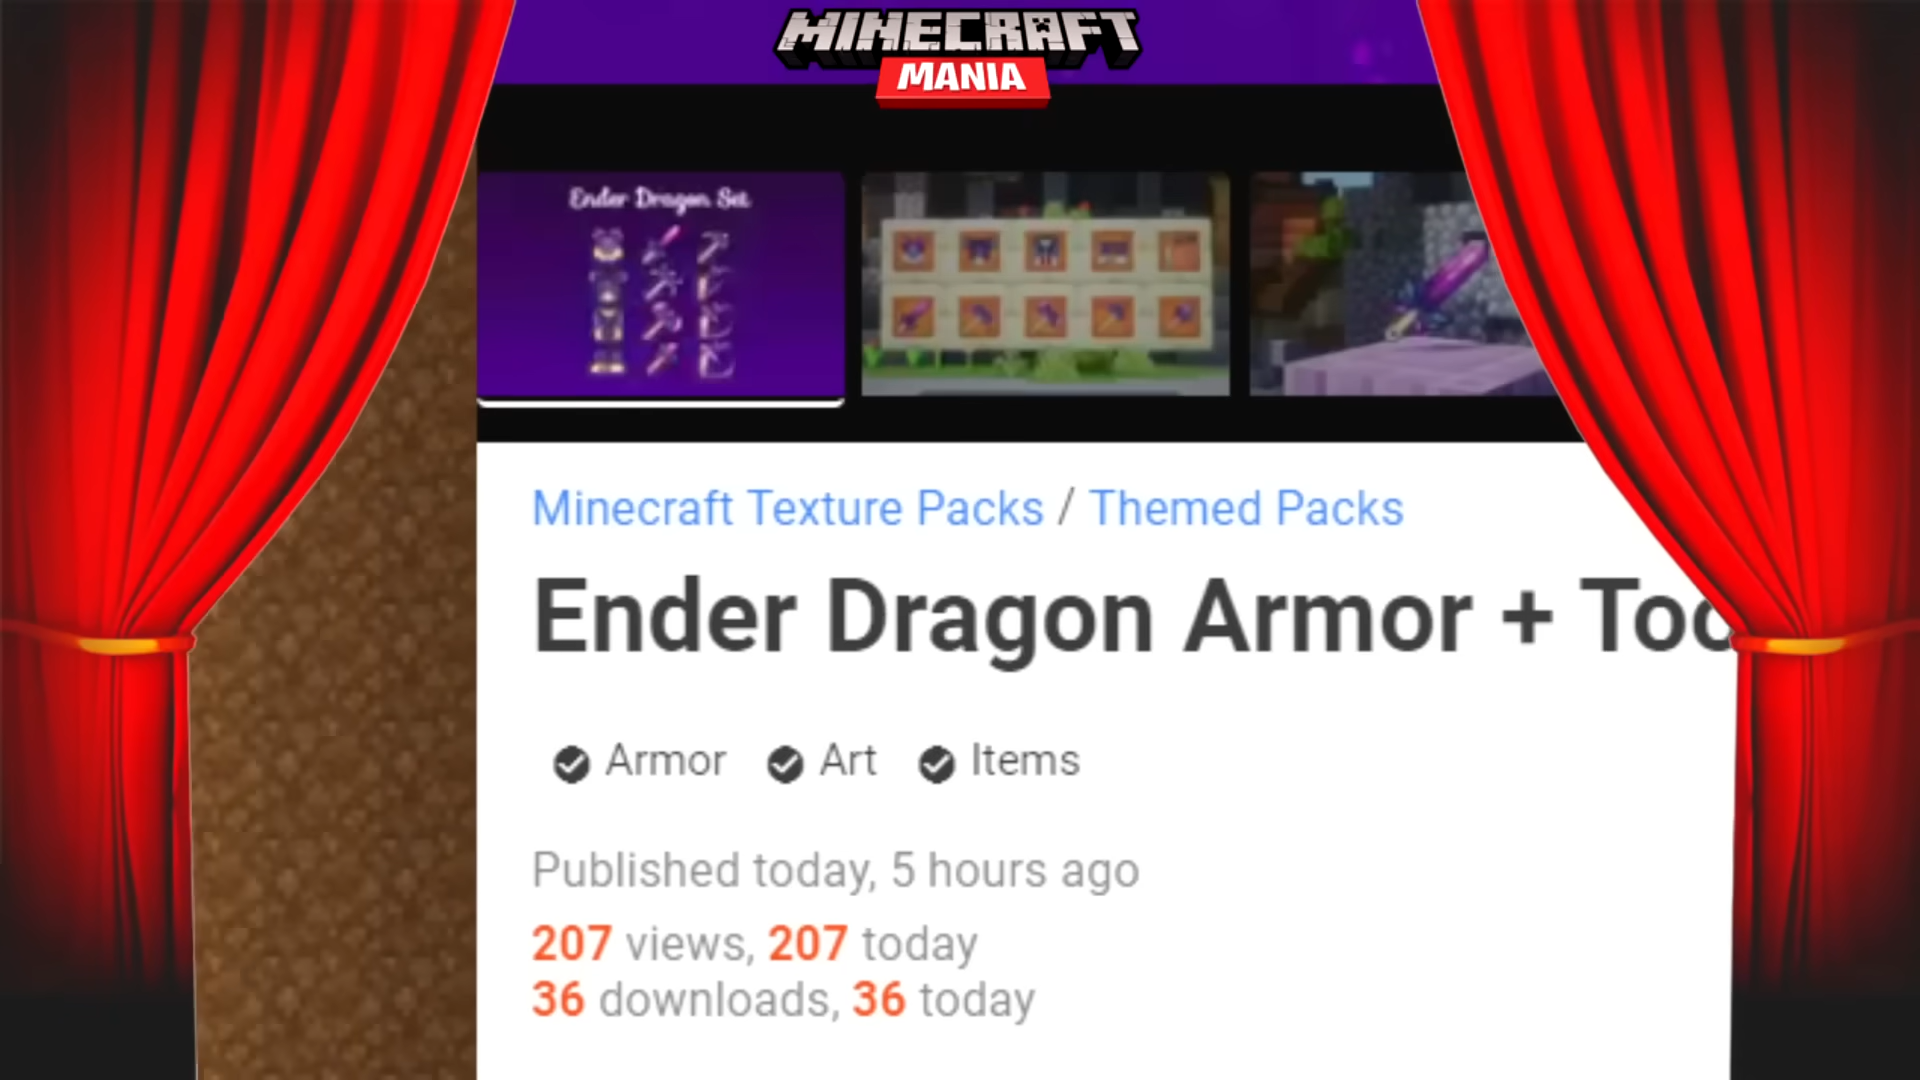 MINECRAFT
MANIA
Ender Dragon Set
Minecraft Texture Packs / Themed Packs
Ender Dragon Armor +
Armor Art Items
Published today, 5 hours ago
207 views, 207 today
36 downloads, 36 today